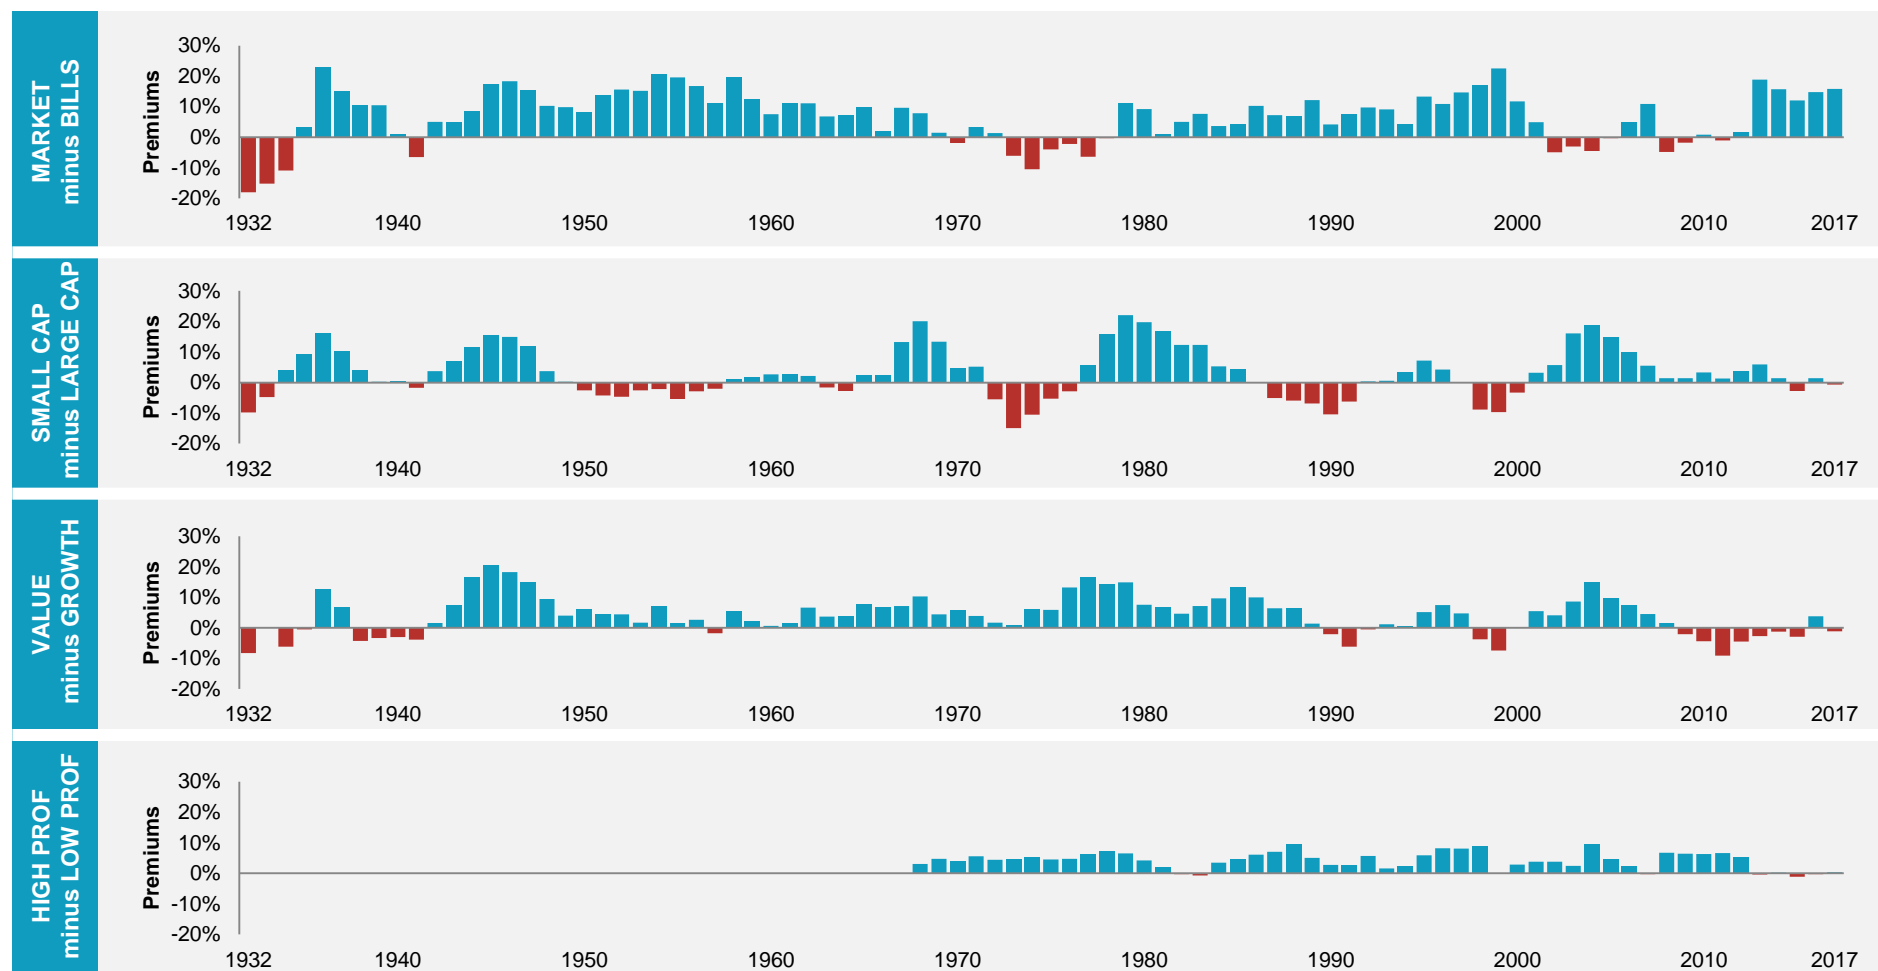 MARKET
minus BILLS
Premiums
30%
20%
10%
0%
-10%
-20%
1932 1940 1950 1960 1970 1980 1990 2000 2010 2017
SMALL CAP
minus LARGE CAP
Premiums
30%
20%
10%
0%
-10%
-20%
1932 1940 1950 1960 1970 1980 1990 2000 2010 2017
VALUE
minus GROWTH
Premiums
30%
20%
10%
0%
-10%
-20%
1932 1940 1950 1960 1970 1980 1990 2000 2010 2017
HIGH PROF
minus LOW PROF
Premiums
30%
20%
10%
0%
-10%
-20%
1932 1940 1950 1960 1970 1980 1990 2000 2010 2017